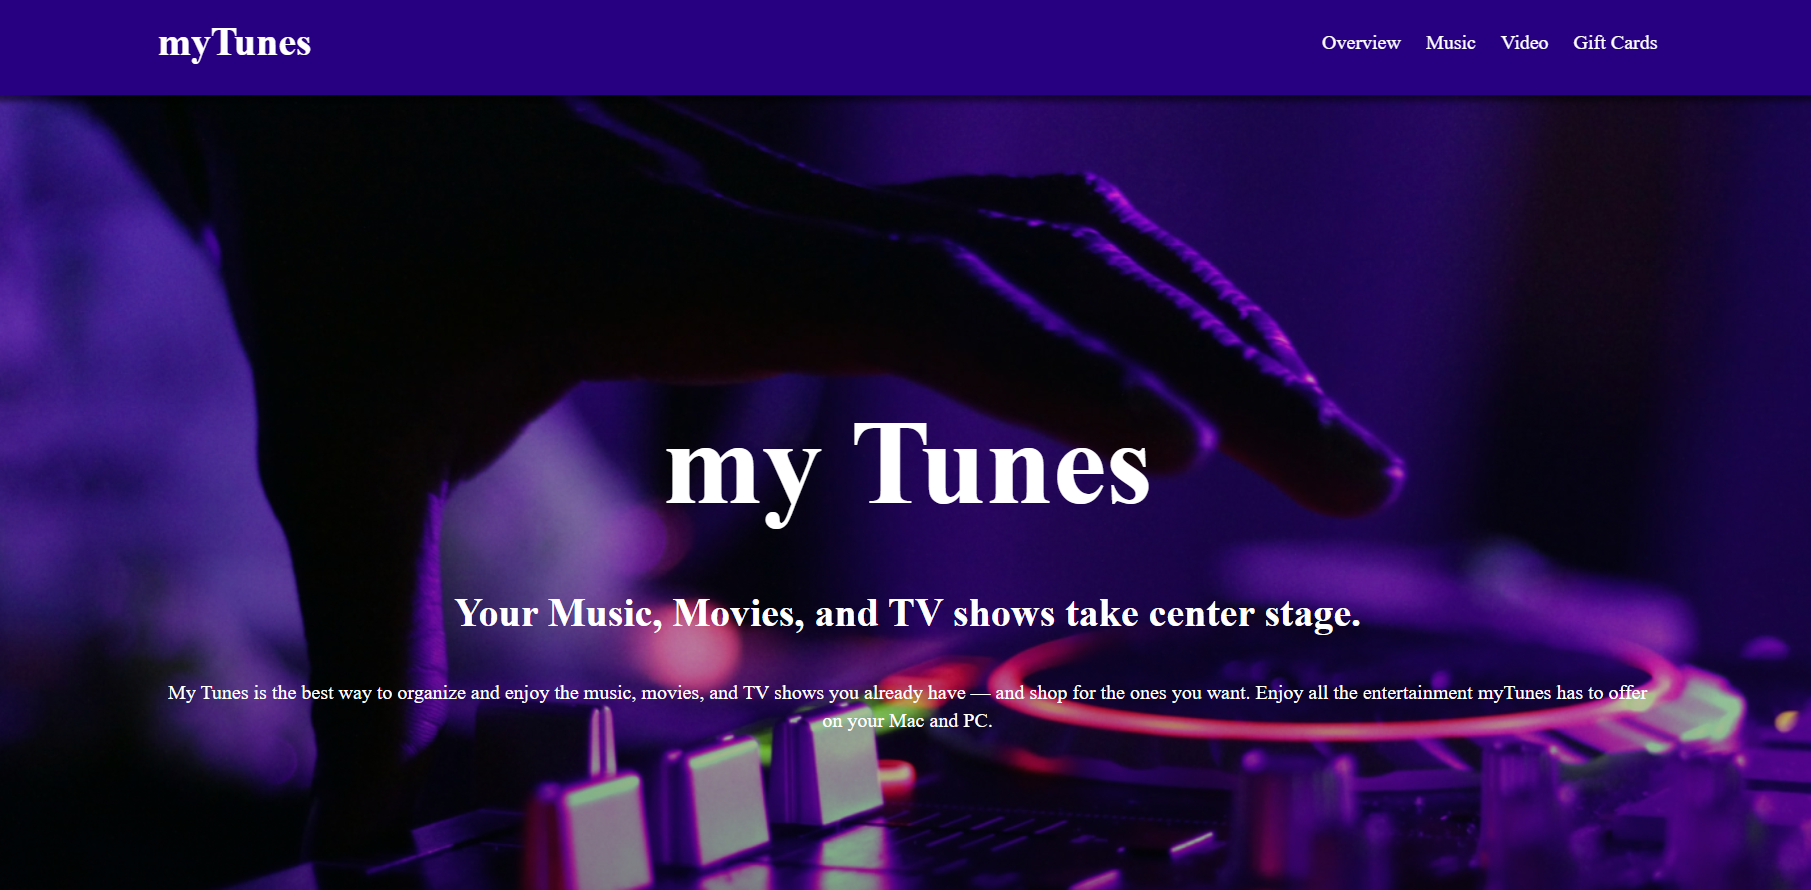 myTunes
Overview Music Video Gift Cards
my Tunes
Your Music, Movies, and TV shows take center stage.
My Tunes is the best way to organize and enjoy the music, movies, and TV shows you already have — and shop for the ones you want. Enjoy all the entertainment myTunes has to offer
on your Mac and PC.